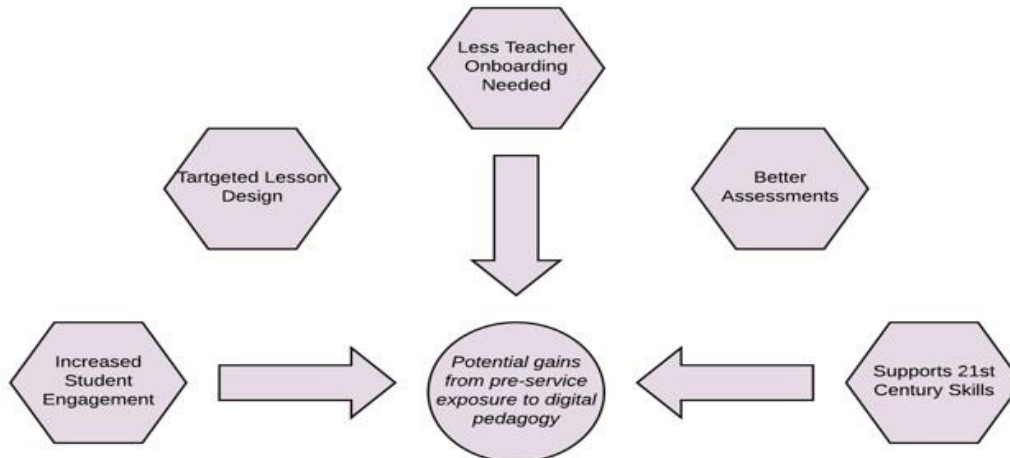 Less Teacher
Onboarding
Needed
Tartgeted Lesson
Design
Better
Assessments
Increased
Student
Engagement
Potential gains
from pre-service
exposure to digital
pedagogy
Supports 21st
Century Skills